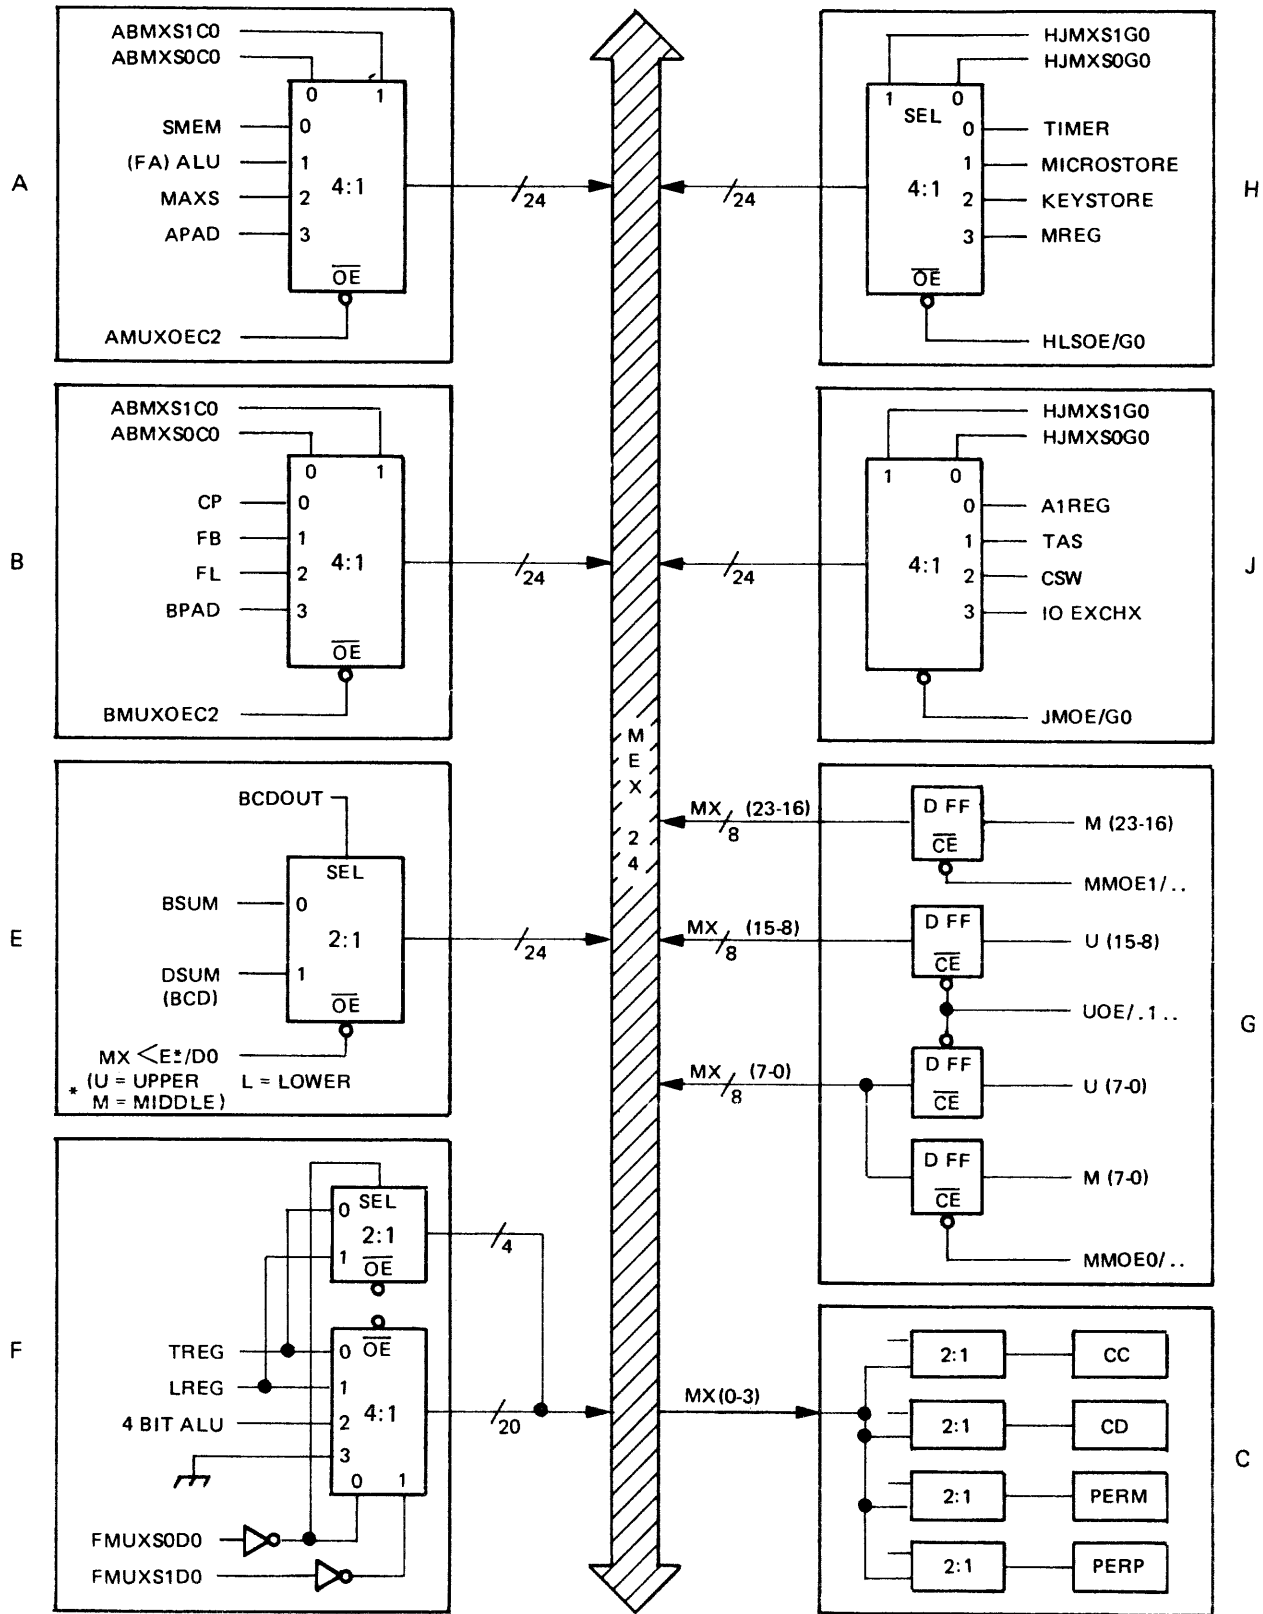 A
ABMXS1C0
ABMXS0C0
0 1
SMEM 0
(FA) ALU 1
MAXS 2
APAD 3
4:1
OE
AMUXOEC2
24
B
ABMXS1C0
ABMXS0C0
0 1
CP 0
FB 1
FL 2
BPAD 3
4:1
OE
BMUXOEC2
24
E
BCDOUT
SEL
BSUM 0
2:1
DSUM 1
(BCD)
OE
MX <E*/D0
* (U = UPPER L = LOWER
M = MIDDLE)
24
F
SEL
0
2:1
1
OE
4
OE
TREG 0
LREG 1
4 BIT ALU 2
3
4:1
0 1
20
FMUXS0D0
FMUXS1D0
MEX 24
H
HJMXS1G0
HJMXS0G0
1 0
SEL
0 TIMER
1 MICROSTORE
2 KEYSTORE
3 MREG
4:1
OE
HLSOE/G0
24
J
HJMXS1G0
HJMXS0G0
1 0
0 A1REG
1 TAS
2 CSW
3 IO EXCHX
4:1
JMOE/G0
24
G
MX (23-16)
8
D FF
CE
M (23-16)
MMOE1/..
MX (15-8)
8
D FF
CE
U (15-8)
UOE/.1..
MX (7-0)
8
D FF
CE
U (7-0)
D FF
CE
M (7-0)
MMOE0/..
C
MX(0-3)
2:1 CC
2:1 CD
2:1 PERM
2:1 PERP